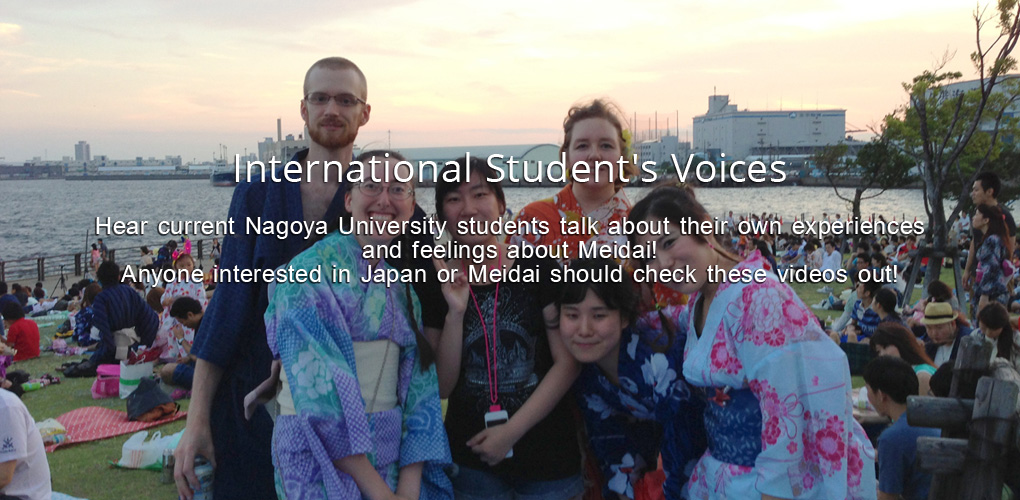 International Student's Voices
Hear current Nagoya University students talk about their own experiences
and feelings about Meidai!
Anyone interested in Japan or Meidai should check these videos out!